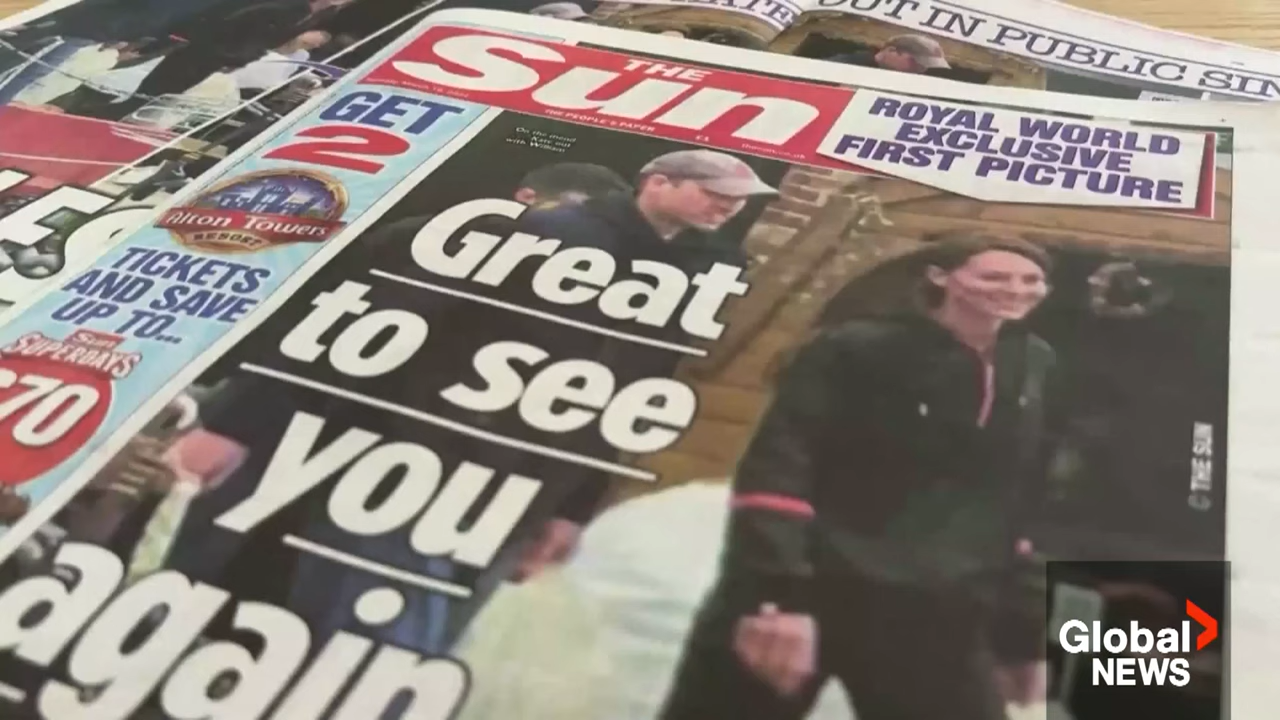 OUT IN PUBLIC SIN
THE
Sun
THE PEOPLE'S PAPER
ROYAL WORLD
EXCLUSIVE
FIRST PICTURE
GET
2
Alton Towers
RESORT
TICKETS
AND SAVE
UP TO...
Sun
SUPERDAYS
£70
On the mend
Kate out
with William
Great
to see
you
again
© THE SUN
Global
NEWS